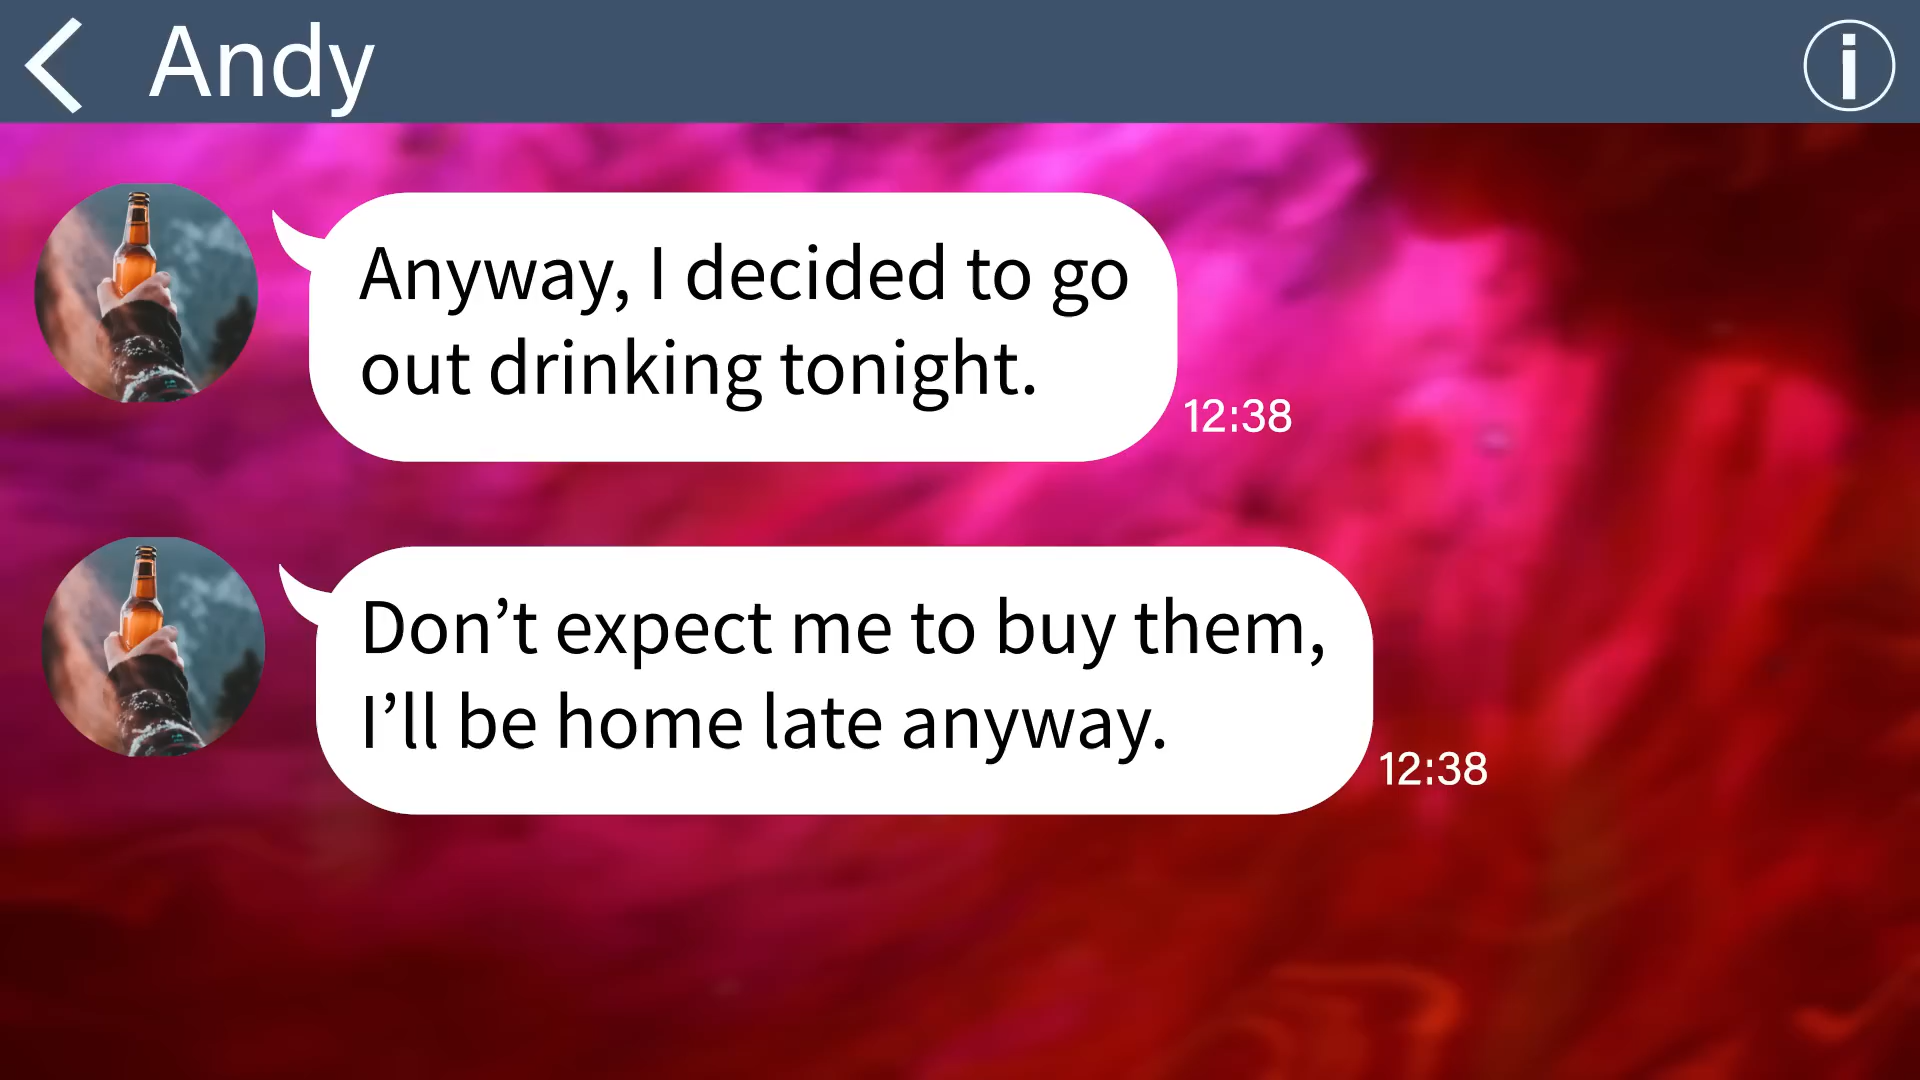 Andy
Anyway, I decided to go
out drinking tonight.
12:38
Don’t expect me to buy them,
I’ll be home late anyway.
12:38